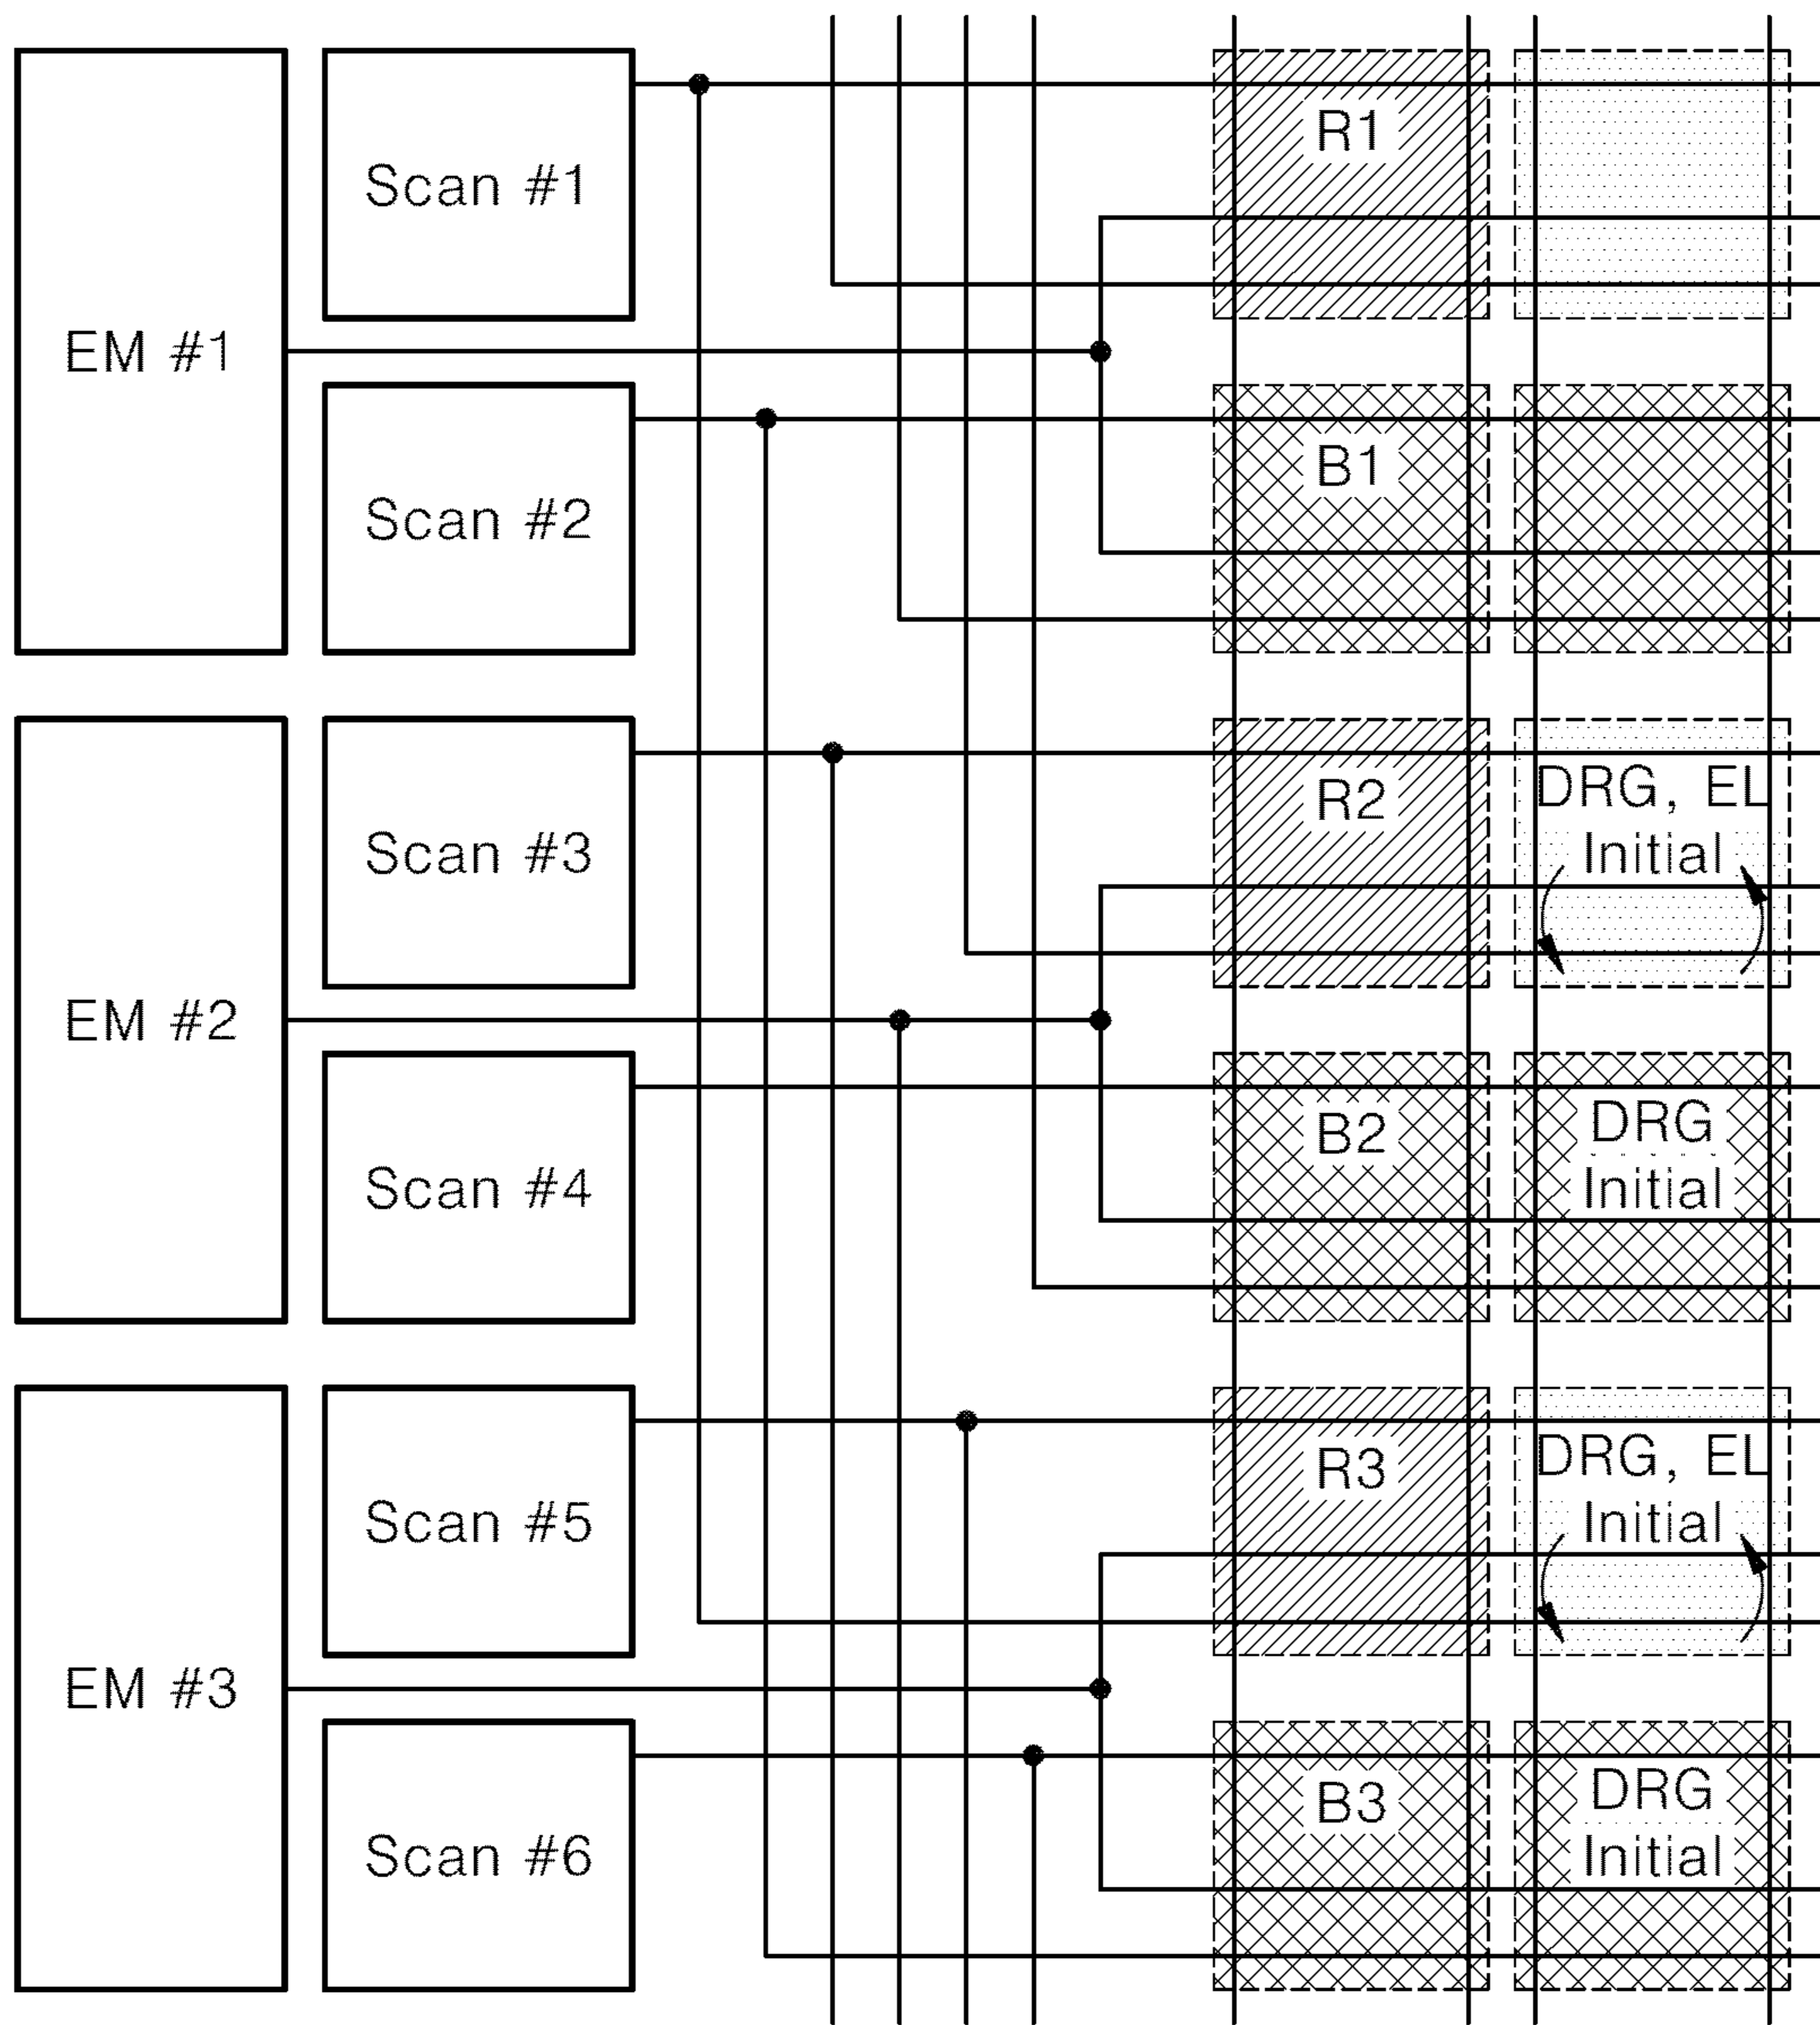 Scan #1
R1
EM #1
Scan #2
B1
Scan #3
R2
DRG, EL
Initial
EM #2
Scan #4
B2
DRG
Initial
Scan #5
R3
DRG, EL
Initial
EM #3
Scan #6
B3
DRG
Initial